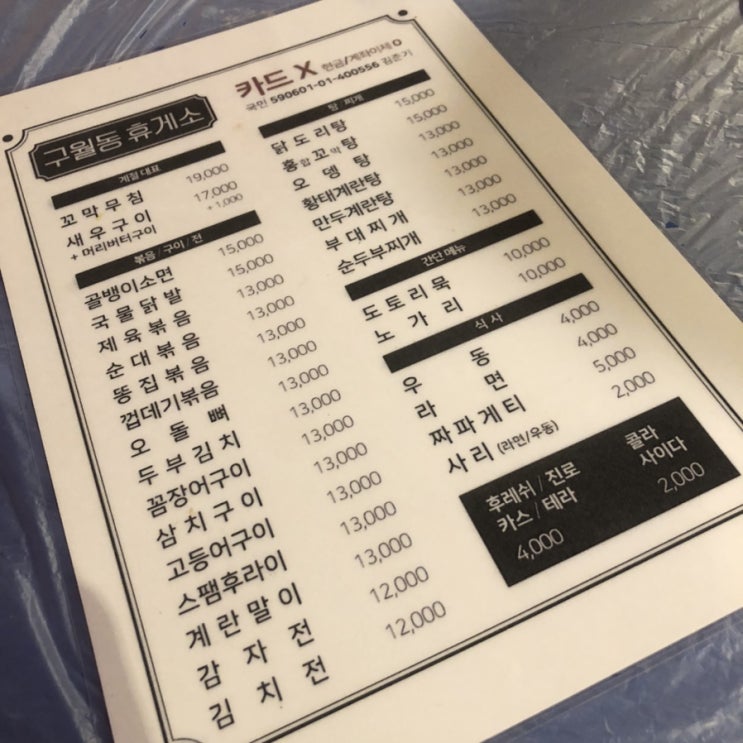 카드 X 현금/계좌이체 O
국민 590601-01-400556 김춘기
구월동 휴게소
계절 대표
꼬막무침 19,000
새우구이 17,000
+ 머리버터구이 + 1,000
볶음 / 구이 / 전
골뱅이소면 15,000
국물닭발 15,000
제육볶음 13,000
순대볶음 13,000
똥집볶음 13,000
껍데기볶음 13,000
오돌뼈 13,000
두부김치 13,000
꼼장어구이 13,000
삼치구이 13,000
고등어구이 13,000
스팸후라이 13,000
계란말이 13,000
감자전 12,000
김치전 12,000
탕 / 찌개
닭도리탕 15,000
홍합꼬막탕 15,000
오뎅탕 13,000
황태계란탕 13,000
만두계란탕 13,000
부대찌개 13,000
순두부찌개 13,000
간단 메뉴
도토리묵 10,000
노가리 10,000
식사
우동 4,000
라면 4,000
짜파게티 5,000
사리 (라면/우동) 2,000
후레쉬 / 진로
카스 / 테라
4,000
콜라
사이다
2,000